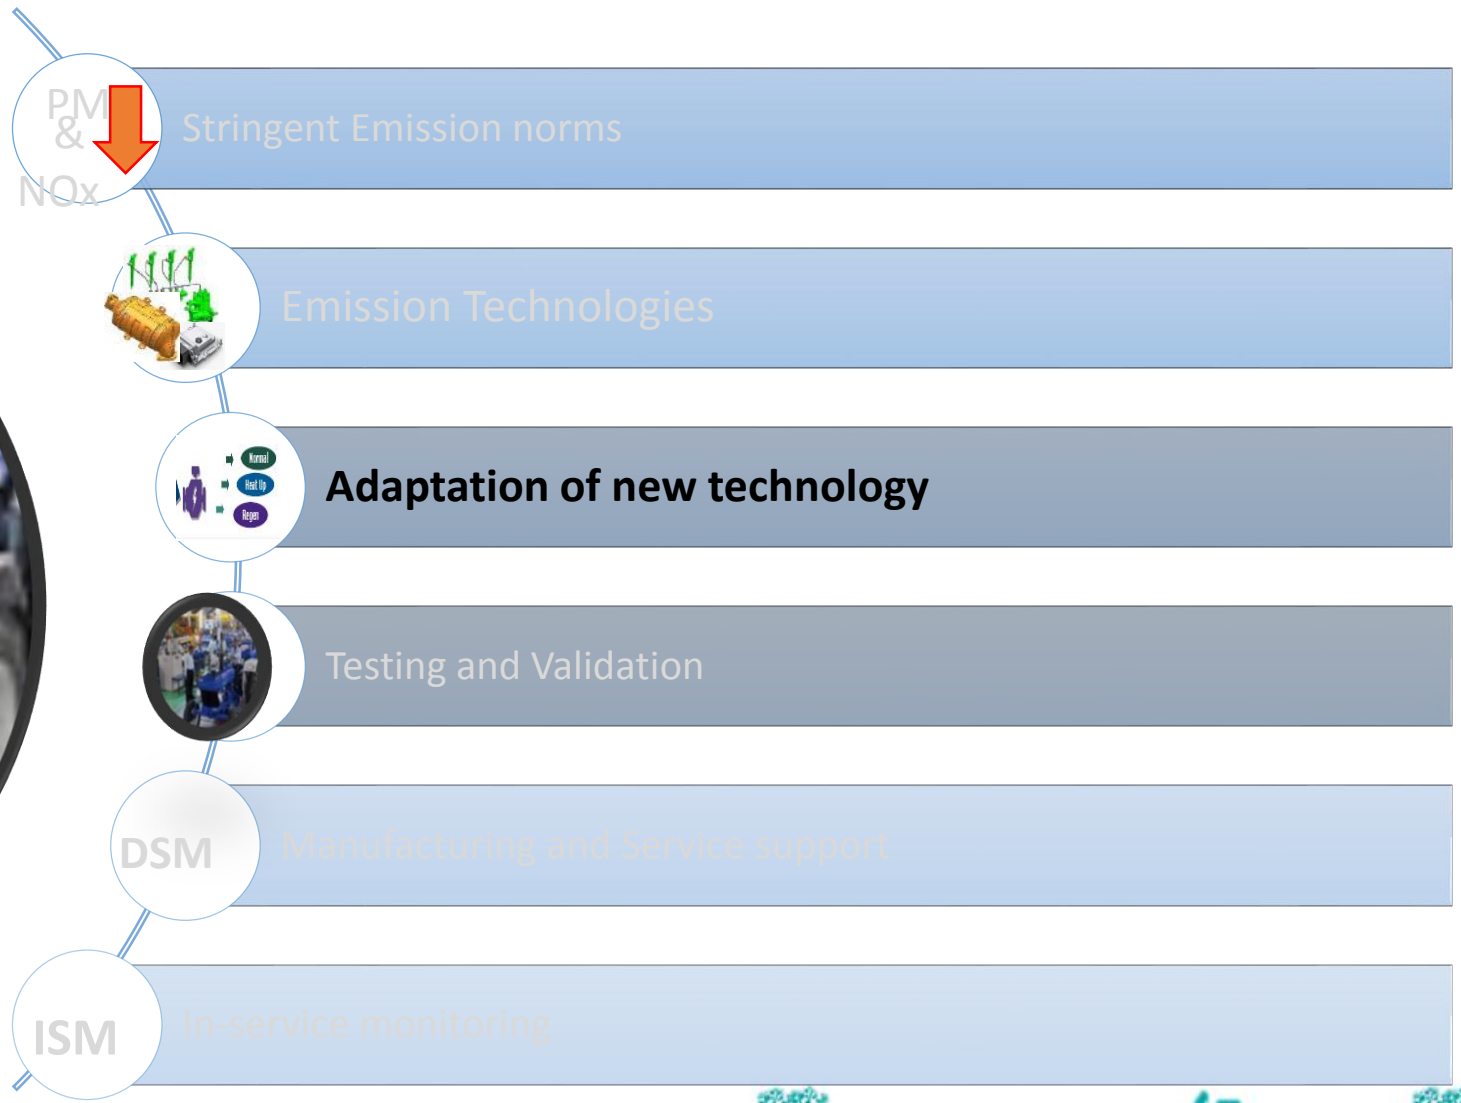 PM
&
NOx
Stringent Emission norms
Emission Technologies
Normal
Heat Up
Regen
Adaptation of new technology
Testing and Validation
DSM
Manufacturing and Service support
ISM
In-service monitoring